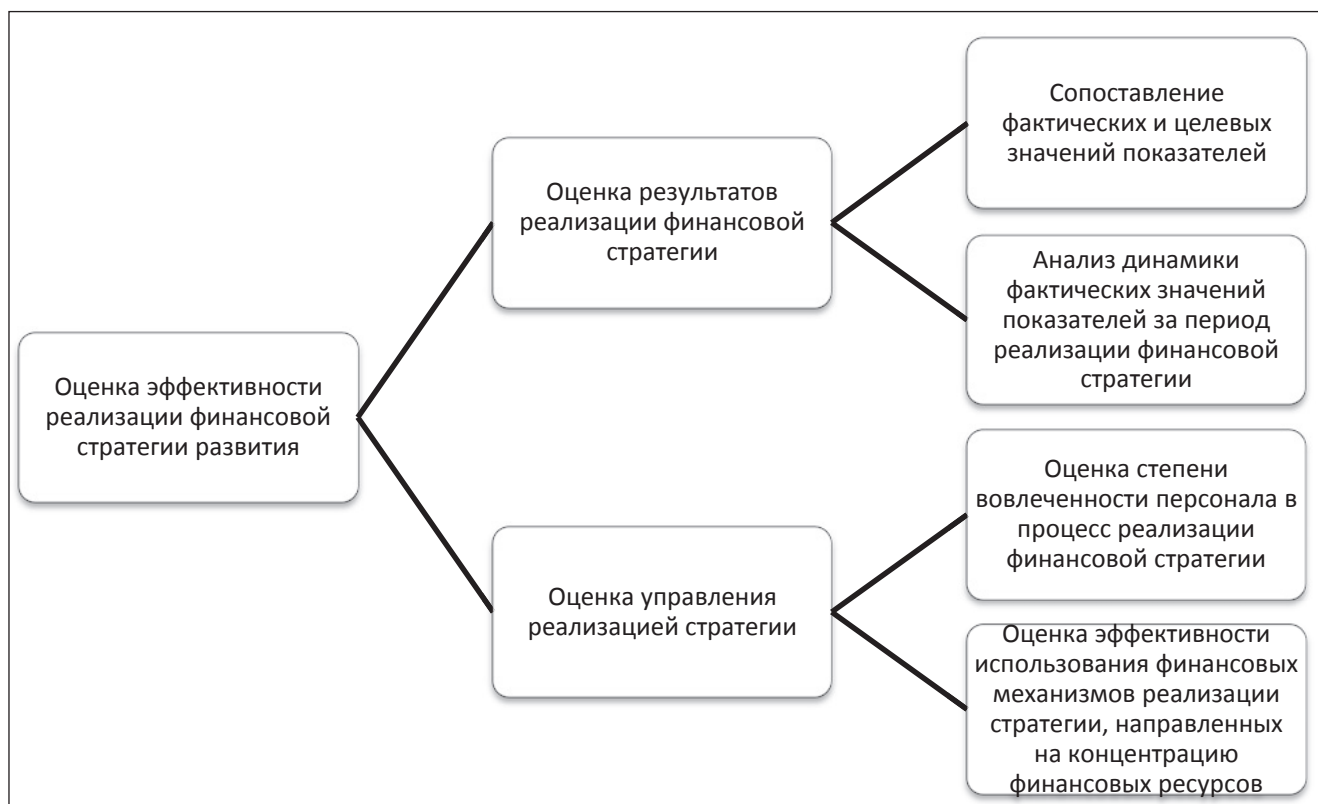 Оценка эффективности
реализации финансовой
стратегии развития
Оценка результатов
реализации финансовой
стратегии
Сопоставление
фактических и целевых
значений показателей
Анализ динамики
фактических значений
показателей за период
реализации финансовой
стратегии
Оценка управления
реализацией стратегии
Оценка степени
вовлеченности персонала в
процесс реализации
финансовой стратегии
Оценка эффективности
использования финансовых
механизмов реализации
стратегии, направленных
на концентрацию
финансовых ресурсов